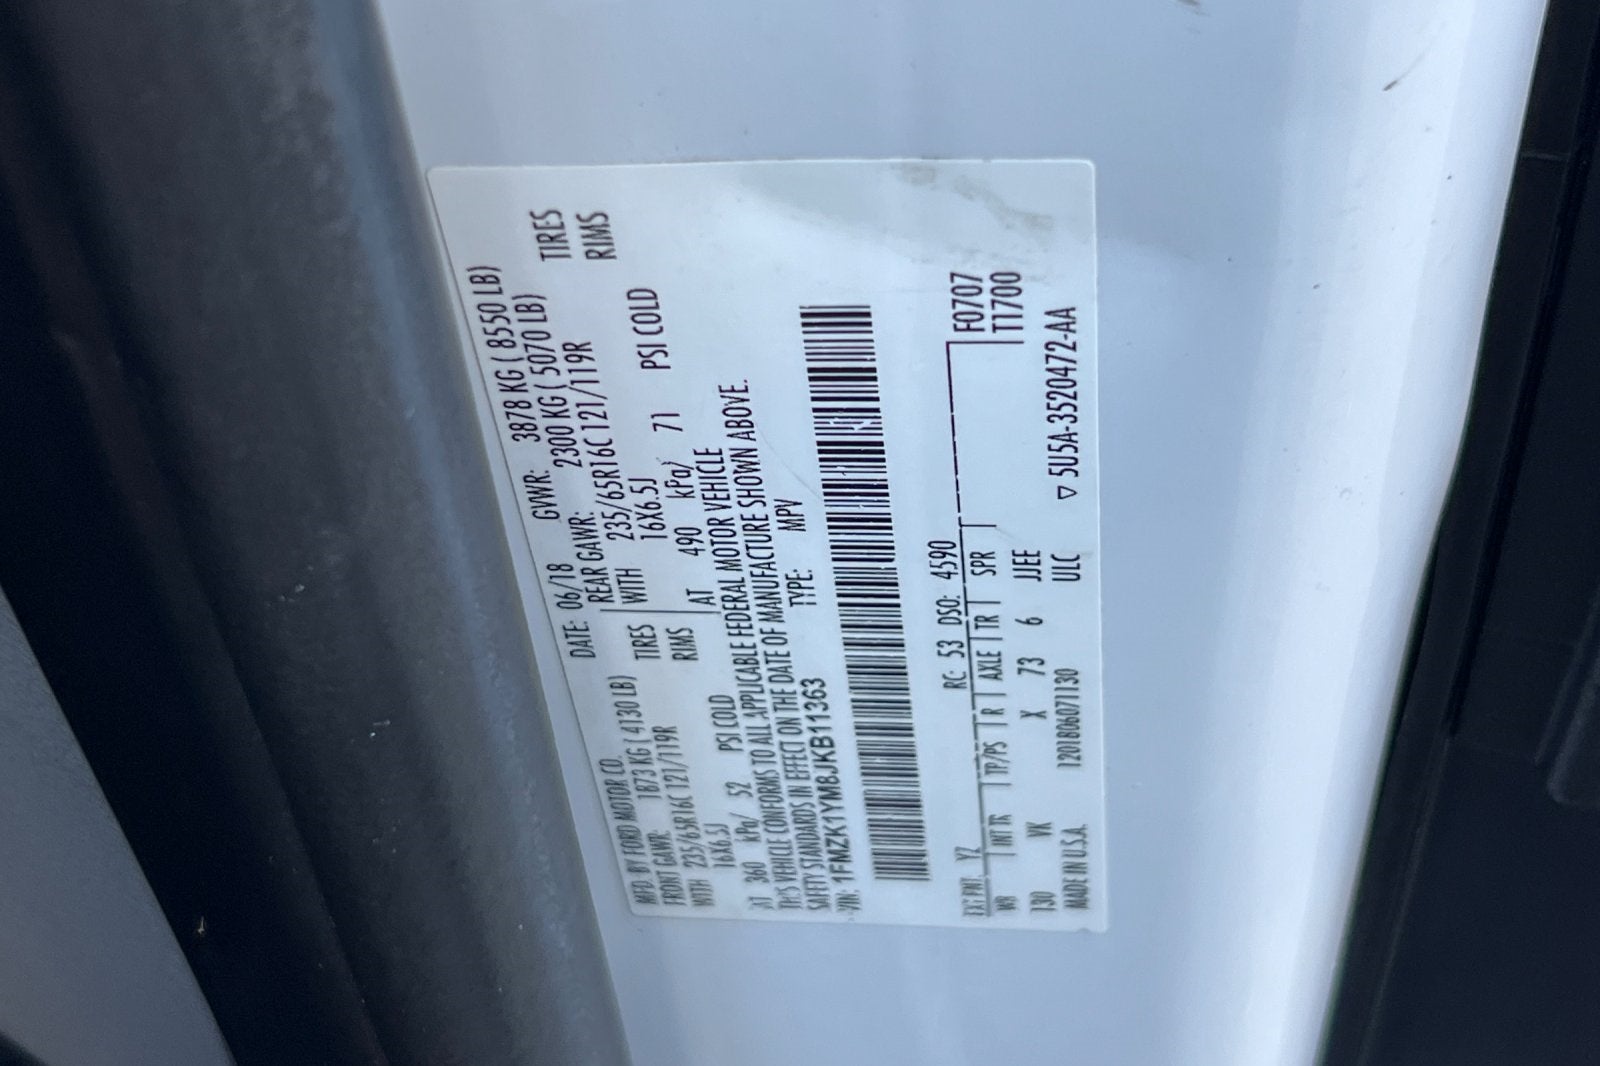 MFD. BY FORD MOTOR CO.
DATE: 06/18 GVWR: 3878 KG ( 8550 LB)
FRONT GAWR: 1873 KG ( 4130 LB) REAR GAWR: 2300 KG ( 5070 LB)
WITH 235/65R16C 121/119R TIRES WITH 235/65R16C 121/119R TIRES
16X6.5J RIMS 16X6.5J RIMS
AT 360 kPa/ 52 PSI COLD AT 490 kPa/ 71 PSI COLD
THIS VEHICLE CONFORMS TO ALL APPLICABLE FEDERAL MOTOR VEHICLE
SAFETY STANDARDS IN EFFECT ON THE DATE OF MANUFACTURE SHOWN ABOVE.
VIN: 1FMZK1YM8JKB11363 TYPE: MPV
EXT PNT: YZ RC: 53 DSO: 4590 F0707
WB INT TR TP/PS R AXLE TR SPR T1700
130 VK X 73 6 JJEE
MADE IN U.S.A. 120180607​1130 ULC ▽ 5U5A-3520472-AA